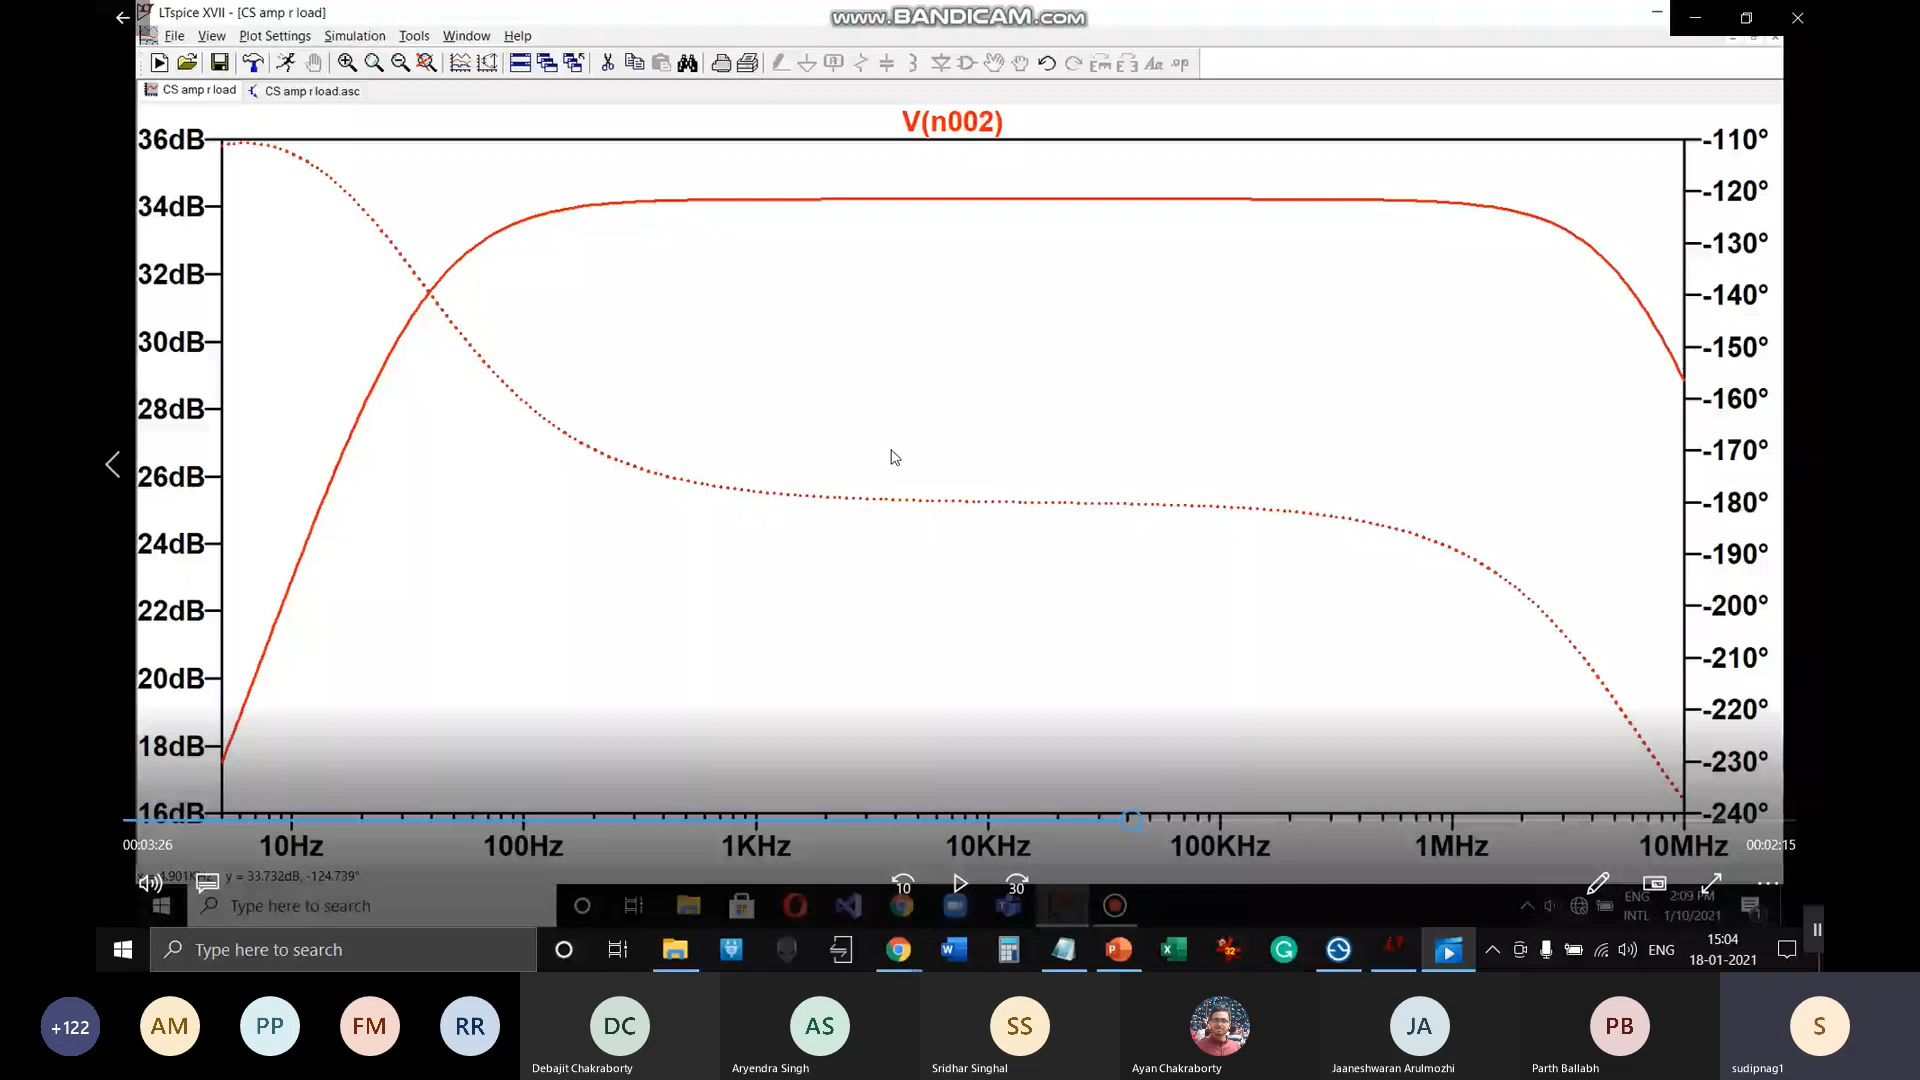 LTspice XVII - [CS amp r load]
www.BANDICAM.com
File View Plot Settings Simulation Tools Window Help
CS amp r load
CS amp r load.asc
V(n002)
36dB
34dB
32dB
30dB
28dB
26dB
24dB
22dB
20dB
18dB
16dB
-110°
-120°
-130°
-140°
-150°
-160°
-170°
-180°
-190°
-200°
-210°
-220°
-230°
-240°
10Hz 100Hz 1KHz 10KHz 100KHz 1MHz 10MHz
00:03:26
00:02:15
y = 33.732dB, -124.739°
10
30
Type here to search
ENG
INTL
2:09 PM
1/10/2021
Type here to search
ENG
15:04
18-01-2021
+122
AM
PP
FM
RR
DC
Debajit Chakraborty
AS
Aryendra Singh
SS
Sridhar Singhal
Ayan Chakraborty
JA
Jaaneshwaran Arulmozhi
PB
Parth Ballabh
S
sudipnag1